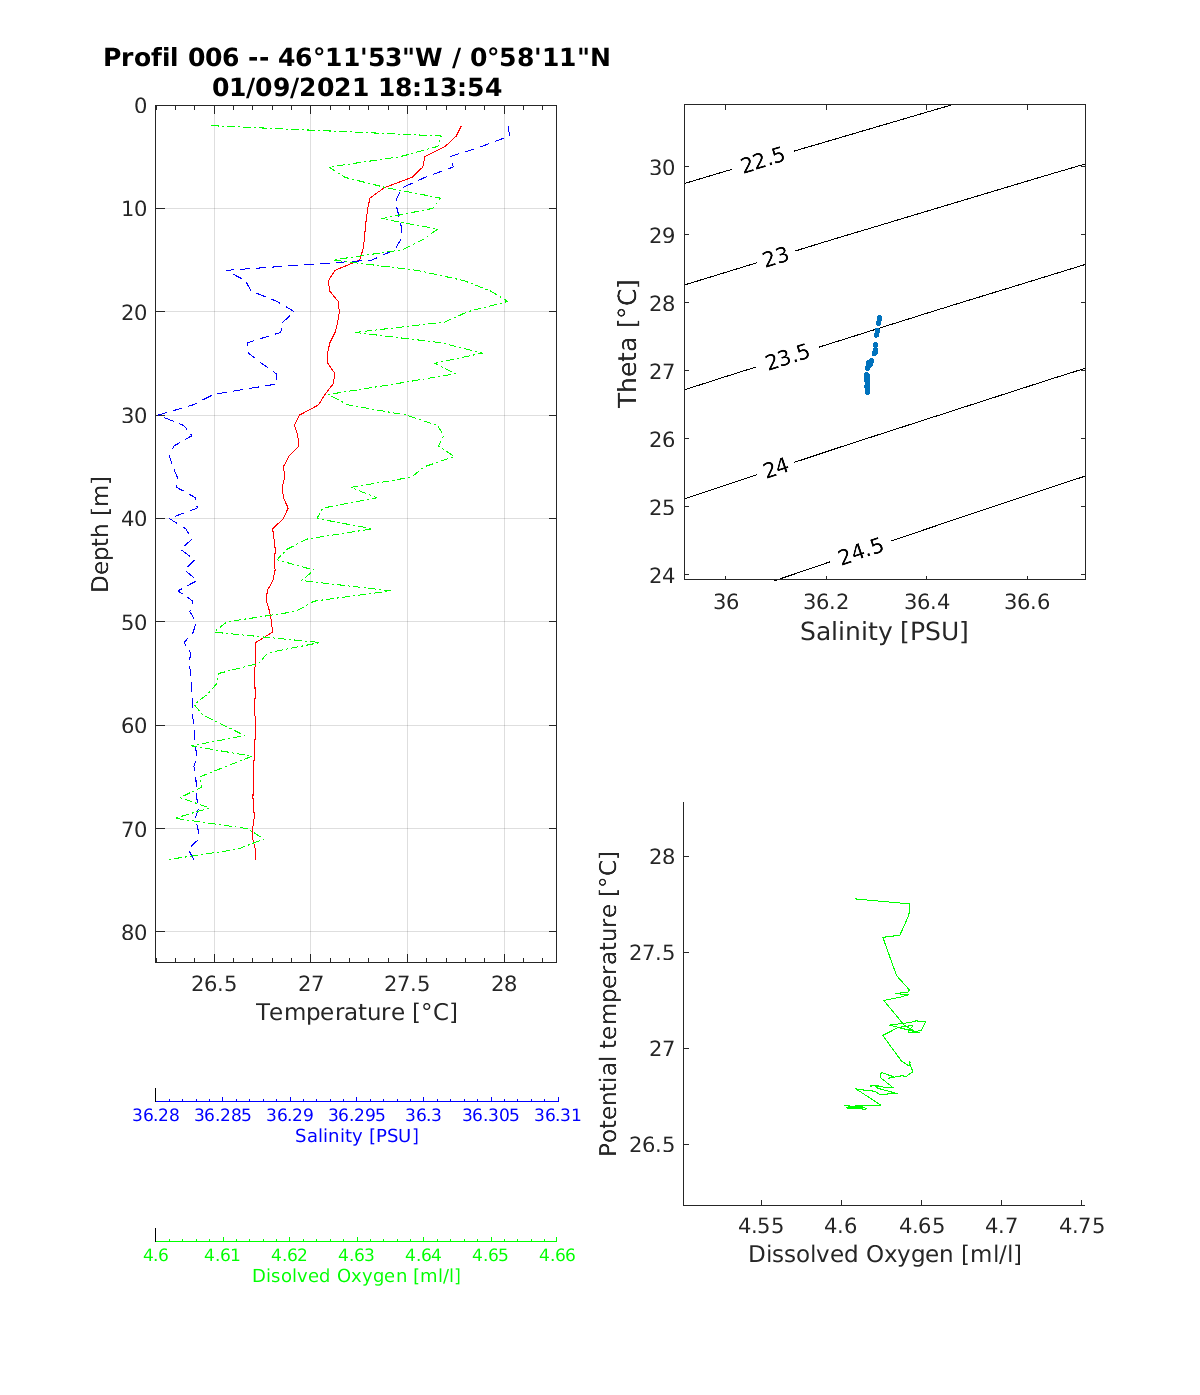 Profil 006 -- 46°11'53"W / 0°58'11"N
01/09/2021 18:13:54
0
10
20
30
40
50
60
70
80
Depth [m]
26.5 27 27.5 28
Temperature [°C]
36.28 36.285 36.29 36.295 36.3 36.305 36.31
Salinity [PSU]
4.6 4.61 4.62 4.63 4.64 4.65 4.66
Disolved Oxygen [ml/l]
30
29
28
27
26
25
24
Theta [°C]
22.5
23
23.5
24
24.5
36 36.2 36.4 36.6
Salinity [PSU]
28
27.5
27
26.5
Potential temperature [°C]
4.55 4.6 4.65 4.7 4.75
Dissolved Oxygen [ml/l]